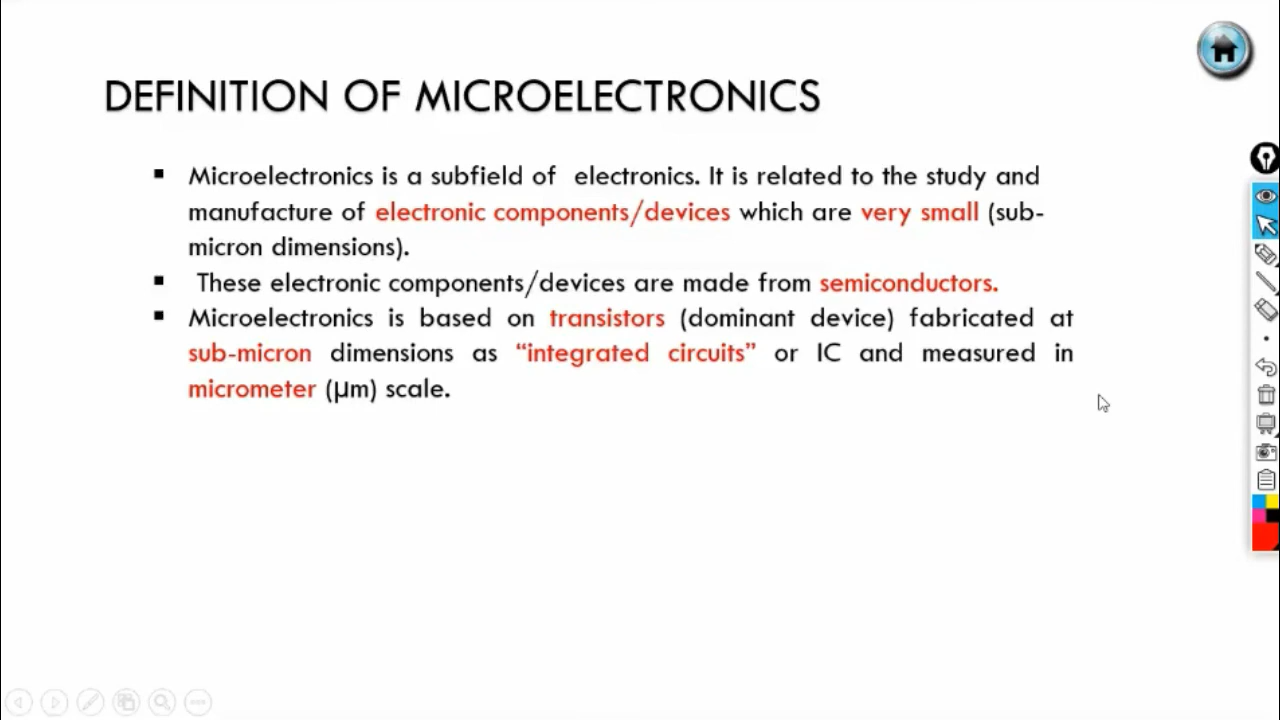 DEFINITION OF MICROELECTRONICS
▪ Microelectronics is a subfield of electronics. It is related to the study and
manufacture of electronic components/devices which are very small (sub-
micron dimensions).
▪ These electronic components/devices are made from semiconductors.
▪ Microelectronics is based on transistors (dominant device) fabricated at
sub-micron dimensions as “integrated circuits” or IC and measured in
micrometer (µm) scale.